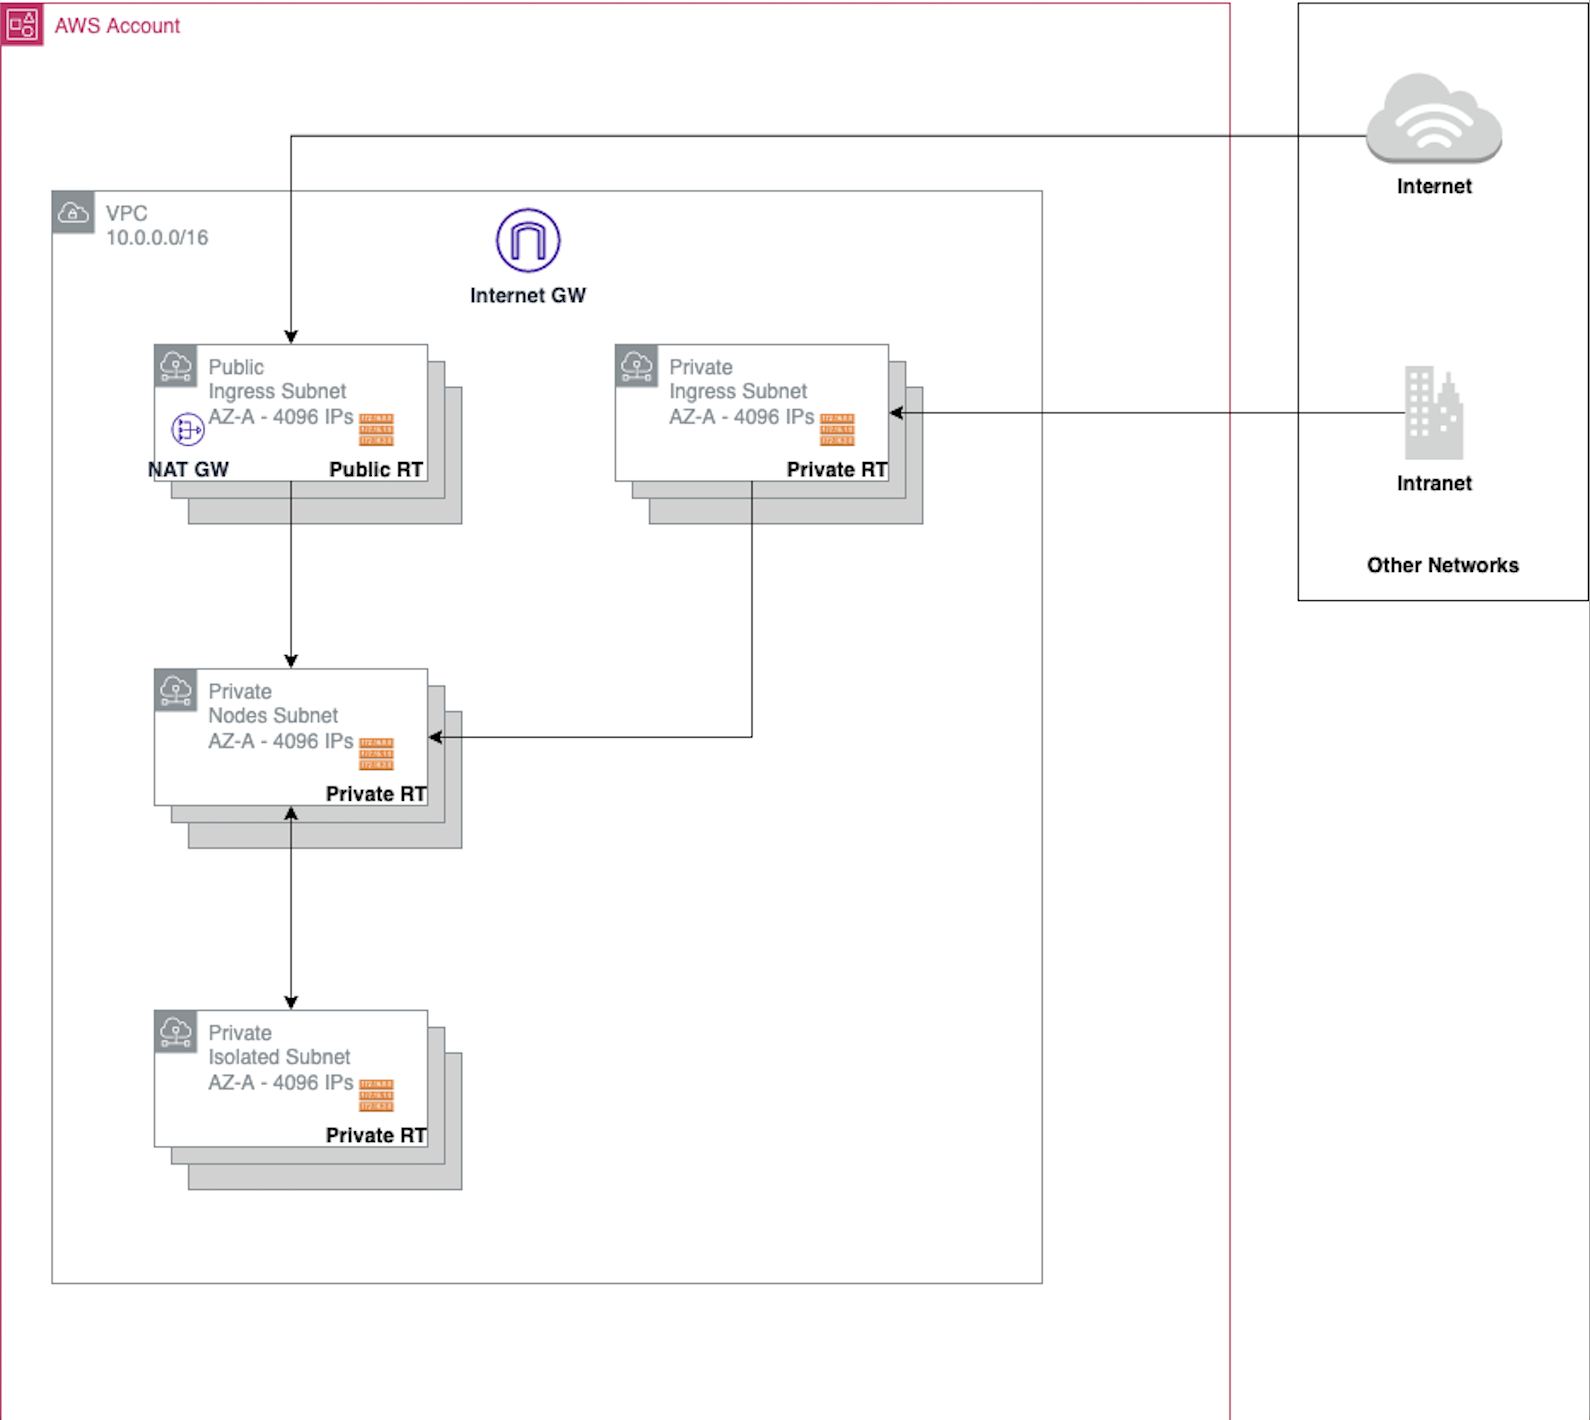 AWS Account
Internet
VPC
10.0.0.0/16
Internet GW
Public
Ingress Subnet
AZ-A - 4096 IPs
NAT GW
Public RT
Private
Ingress Subnet
AZ-A - 4096 IPs
Private RT
Intranet
Other Networks
Private
Nodes Subnet
AZ-A - 4096 IPs
Private RT
Private
Isolated Subnet
AZ-A - 4096 IPs
Private RT